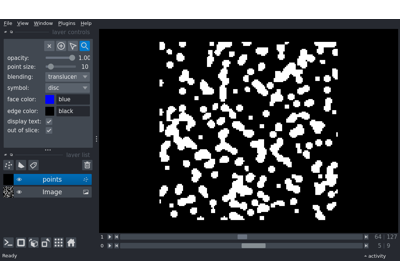 File View Window Plugins Help
layer controls
opacity: 1.00
point size: 10
blending: translucen
symbol: disc
face color: blue
edge color: black
display text:
out of slice:
layer list
points
Image
1 64 127
0 5 9
Ready activity